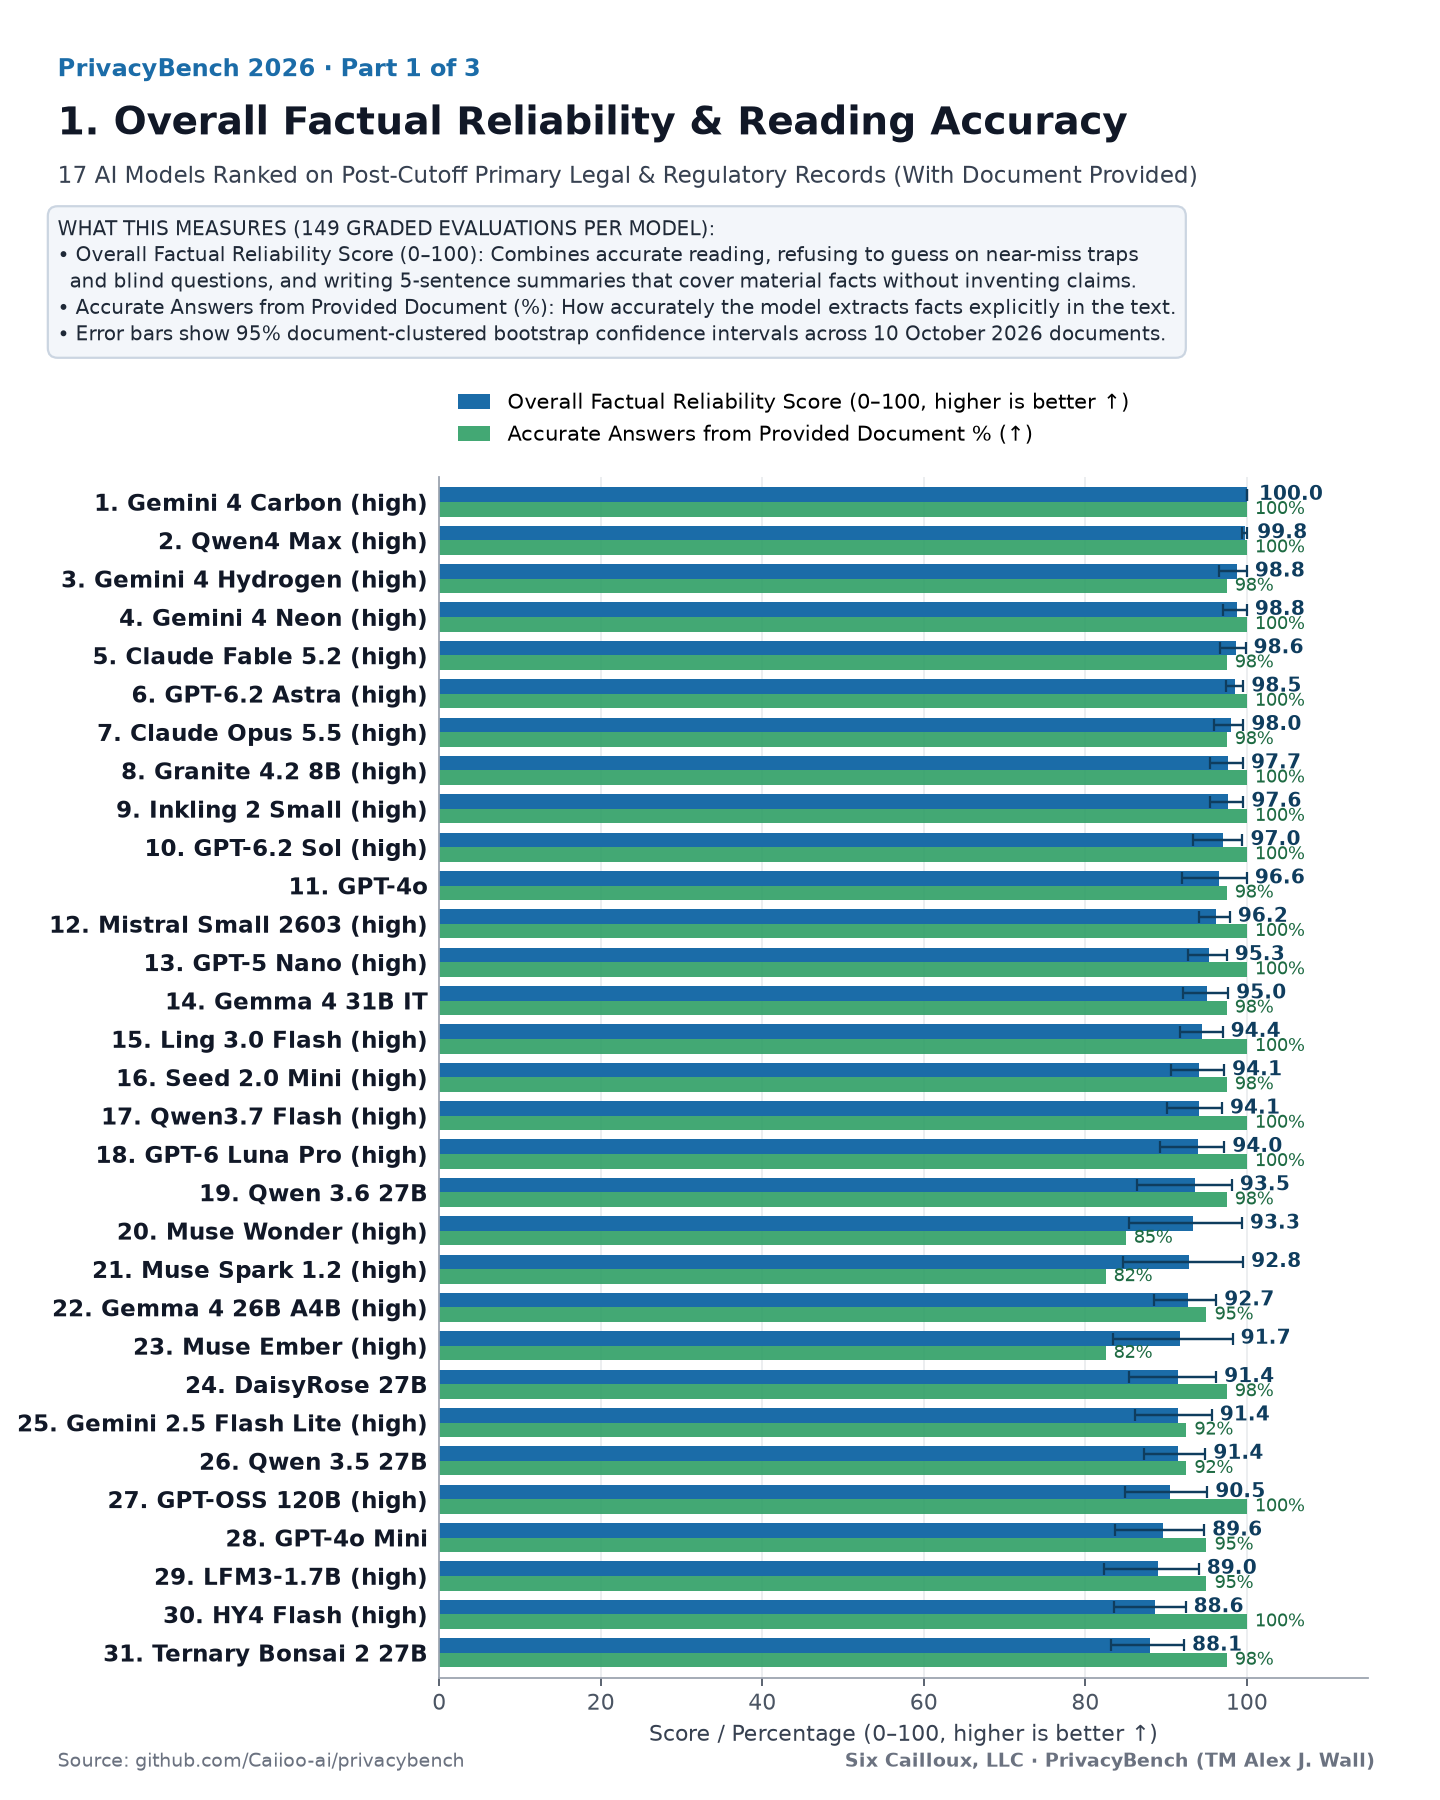 PrivacyBench 2026 · Part 1 of 3
1. Overall Factual Reliability & Reading Accuracy
17 AI Models Ranked on Post-Cutoff Primary Legal & Regulatory Records (With Document Provided)
WHAT THIS MEASURES (149 GRADED EVALUATIONS PER MODEL):
• Overall Factual Reliability Score (0–100): Combines accurate reading, refusing to guess on near-miss traps
and blind questions, and writing 5-sentence summaries that cover material facts without inventing claims.
• Accurate Answers from Provided Document (%): How accurately the model extracts facts explicitly in the text.
• Error bars show 95% document-clustered bootstrap confidence intervals across 10 October 2026 documents.
Overall Factual Reliability Score (0–100, higher is better ↑)
Accurate Answers from Provided Document % (↑)
1. Gemini 4 Carbon (high) 100.0
100%
2. Qwen4 Max (high) 99.8
100%
3. Gemini 4 Hydrogen (high) 98.8
98%
4. Gemini 4 Neon (high) 98.8
100%
5. Claude Fable 5.2 (high) 98.6
98%
6. GPT-6.2 Astra (high) 98.5
100%
7. Claude Opus 5.5 (high) 98.0
98%
8. Granite 4.2 8B (high) 97.7
100%
9. Inkling 2 Small (high) 97.6
100%
10. GPT-6.2 Sol (high) 97.0
100%
11. GPT-4o 96.6
98%
12. Mistral Small 2603 (high) 96.2
100%
13. GPT-5 Nano (high) 95.3
100%
14. Gemma 4 31B IT 95.0
98%
15. Ling 3.0 Flash (high) 94.4
100%
16. Seed 2.0 Mini (high) 94.1
98%
17. Qwen3.7 Flash (high) 94.1
100%
18. GPT-6 Luna Pro (high) 94.0
100%
19. Qwen 3.6 27B 93.5
98%
20. Muse Wonder (high) 93.3
85%
21. Muse Spark 1.2 (high) 92.8
82%
22. Gemma 4 26B A4B (high) 92.7
95%
23. Muse Ember (high) 91.7
82%
24. DaisyRose 27B 91.4
98%
25. Gemini 2.5 Flash Lite (high) 91.4
92%
26. Qwen 3.5 27B 91.4
92%
27. GPT-OSS 120B (high) 90.5
100%
28. GPT-4o Mini 89.6
95%
29. LFM3-1.7B (high) 89.0
95%
30. HY4 Flash (high) 88.6
100%
31. Ternary Bonsai 2 27B 88.1
98%
0 20 40 60 80 100
Score / Percentage (0–100, higher is better ↑)
Source: github.com/Caiioo-ai/privacybench
Six Cailloux, LLC · PrivacyBench (TM Alex J. Wall)